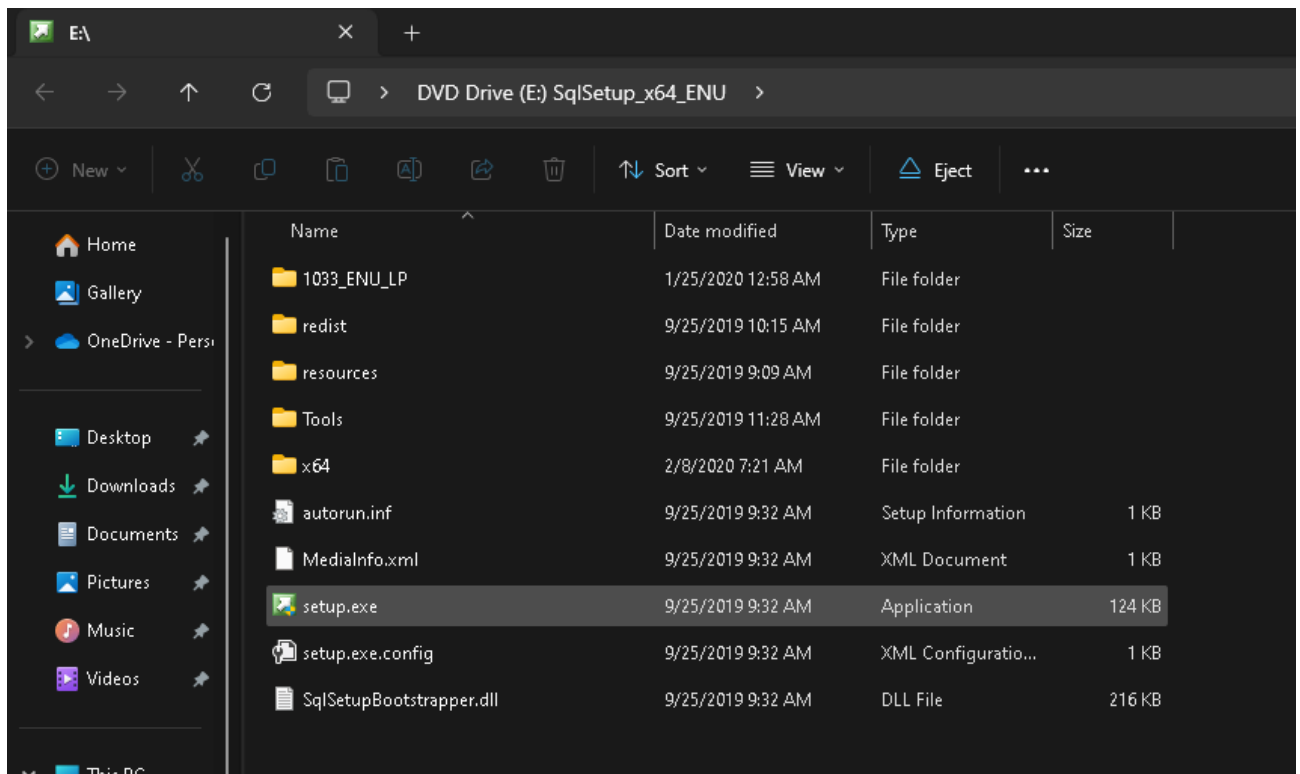 E:\
DVD Drive (E:) SqlSetup_x64_ENU
New Sort View Eject
Name Date modified Type Size
Home
Gallery
OneDrive - Pers
Desktop
Downloads
Documents
Pictures
Music
Videos
This PC
1033_ENU_LP 1/25/2020 12:58 AM File folder
redist 9/25/2019 10:15 AM File folder
resources 9/25/2019 9:09 AM File folder
Tools 9/25/2019 11:28 AM File folder
x64 2/8/2020 7:21 AM File folder
autorun.inf 9/25/2019 9:32 AM Setup Information 1 KB
MediaInfo.xml 9/25/2019 9:32 AM XML Document 1 KB
setup.exe 9/25/2019 9:32 AM Application 124 KB
setup.exe.config 9/25/2019 9:32 AM XML Configuratio... 1 KB
SqlSetupBootstrapper.dll 9/25/2019 9:32 AM DLL File 216 KB